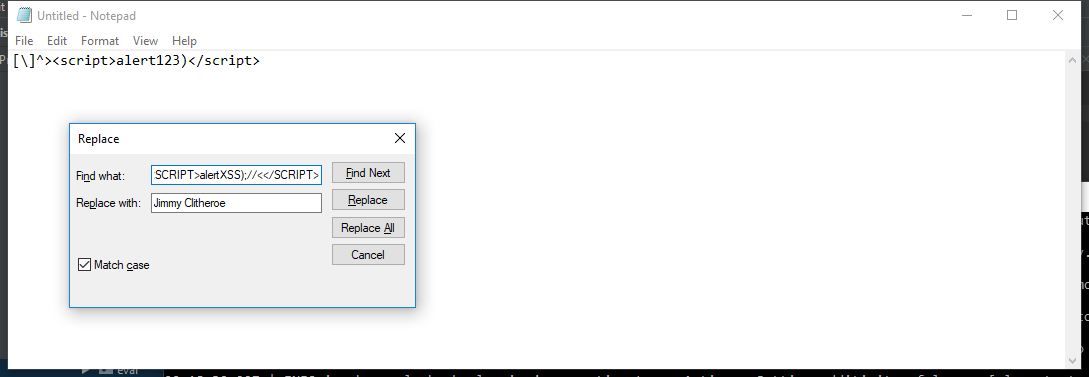 Untitled - Notepad
File Edit Format View Help
[\]^><script>alert123)</script>
Replace
Find what: SCRIPT>alertXSS);//<</SCRIPT> Find Next
Replace with: Jimmy Clitheroe Replace
Replace All
Cancel
Match case
eval